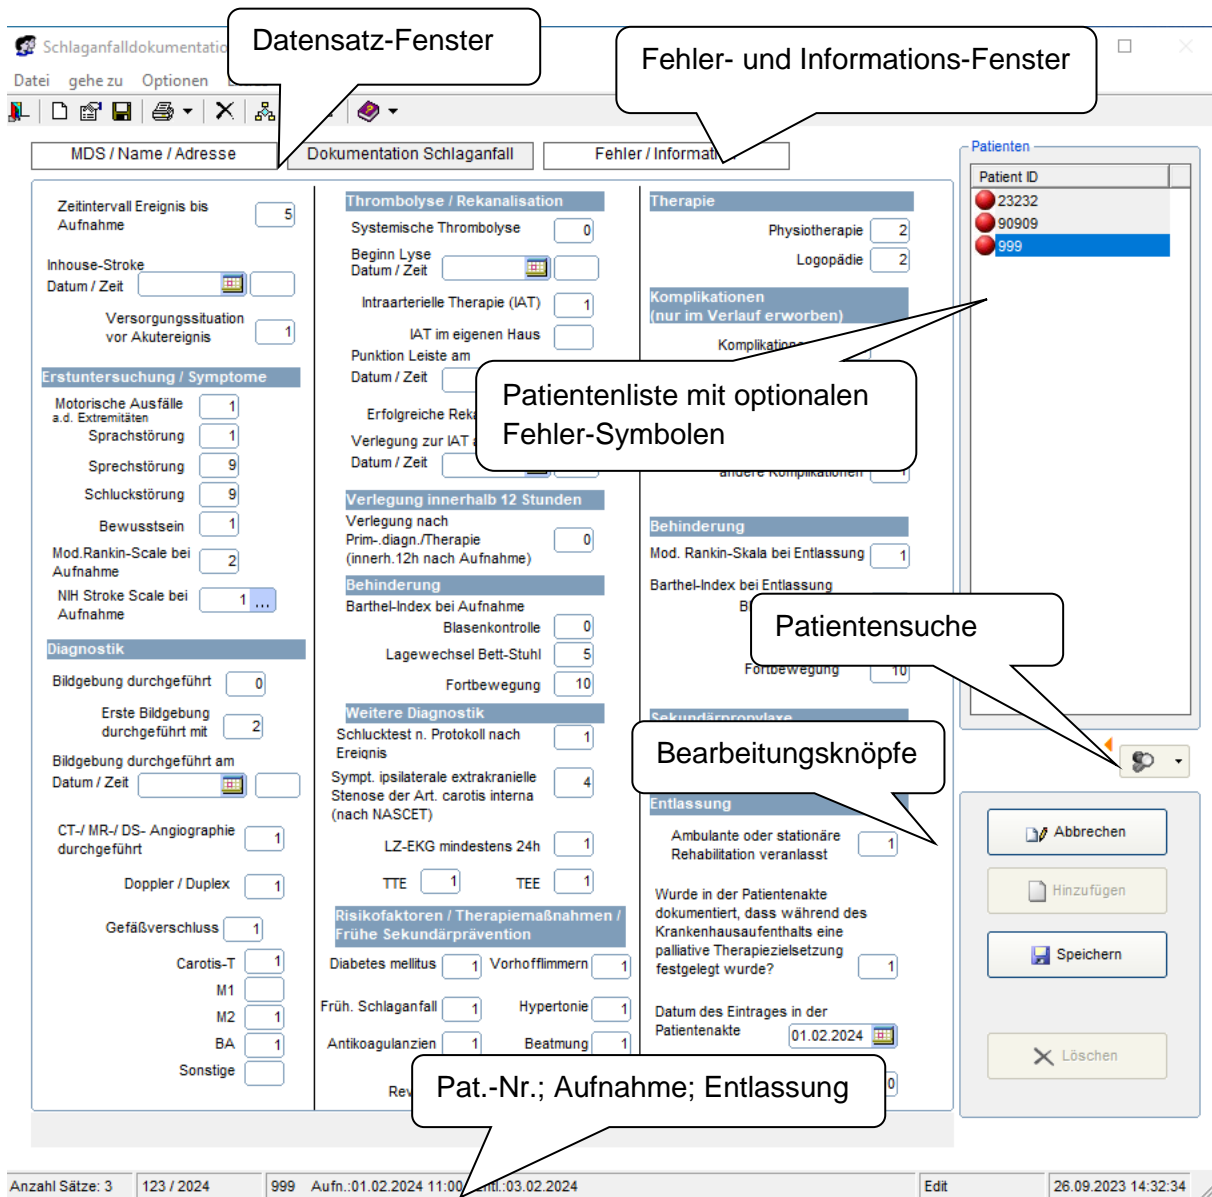 Schlaganfalldokumentatio
Datensatz-Fenster
Fehler- und Informations-Fenster
Datei gehe zu Optionen
MDS / Name / Adresse
Dokumentation Schlaganfall
Fehler / Informati
Zeitintervall Ereignis bis
Aufnahme 5
Inhouse-Stroke
Datum / Zeit
Versorgungssituation
vor Akutereignis 1
Erstuntersuchung / Symptome
Motorische Ausfälle 1
a.d. Extremitäten
Sprachstörung 1
Sprechstörung 9
Schluckstörung 9
Bewusstsein 1
Mod.Rankin-Scale bei
Aufnahme 2
NIH Stroke Scale bei
Aufnahme 1 ...
Diagnostik
Bildgebung durchgeführt 0
Erste Bildgebung
durchgeführt mit 2
Bildgebung durchgeführt am
Datum / Zeit
CT-/ MR-/ DS- Angiographie
durchgeführt 1
Doppler / Duplex 1
Gefäßverschluss 1
Carotis-T 1
M1
M2 1
BA 1
Sonstige
Thrombolyse / Rekanalisation
Systemische Thrombolyse 0
Beginn Lyse
Datum / Zeit
Intraarterielle Therapie (IAT) 1
IAT im eigenen Haus
Punktion Leiste am
Datum / Zeit
Erfolgreiche Reka
Verlegung zur IAT a
Datum / Zeit
Verlegung innerhalb 12 Stunden
Verlegung nach
Prim-.diagn./Therapie 0
(innerh.12h nach Aufnahme)
Behinderung
Barthel-Index bei Aufnahme
Blasenkontrolle 0
Lagewechsel Bett-Stuhl 5
Fortbewegung 10
Weitere Diagnostik
Schlucktest n. Protokoll nach 1
Ereignis
Sympt. ipsilaterale extrakranielle 4
Stenose der Art. carotis interna
(nach NASCET)
LZ-EKG mindestens 24h 1
TTE 1 TEE 1
Risikofaktoren / Therapiemaßnahmen /
Frühe Sekundärprävention
Diabetes mellitus 1 Vorhofflimmern 1
Früh. Schlaganfall 1 Hypertonie 1
Antikoagulanzien 1 Beatmung 1
Rev
Therapie
Physiotherapie 2
Logopädie 2
Komplikationen
(nur im Verlauf erworben)
Komplikatione
Patientenliste mit optionalen
Fehler-Symbolen
andere Komplikationen 1
Behinderung
Mod. Rankin-Skala bei Entlassung 1
Barthel-Index bei Entlassung
B
Fortbewegung 10
Sekundärpropylaxe
Patientensuche
Bearbeitungsknöpfe
Entlassung
Ambulante oder stationäre
Rehabilitation veranlasst 1
Wurde in der Patientenakte
dokumentiert, dass während des
Krankenhausaufenthalts eine
palliative Therapiezielsetzung
festgelegt wurde? 1
Datum des Eintrages in der
Patientenakte 01.02.2024
0
Patienten
Patient ID
23232
90909
999
Abbrechen
Hinzufügen
Speichern
Löschen
Pat.-Nr.; Aufnahme; Entlassung
Anzahl Sätze: 3 123 / 2024 999 Aufn.:01.02.2024 11:00 ntl.:03.02.2024 Edit 26.09.2023 14:32:34